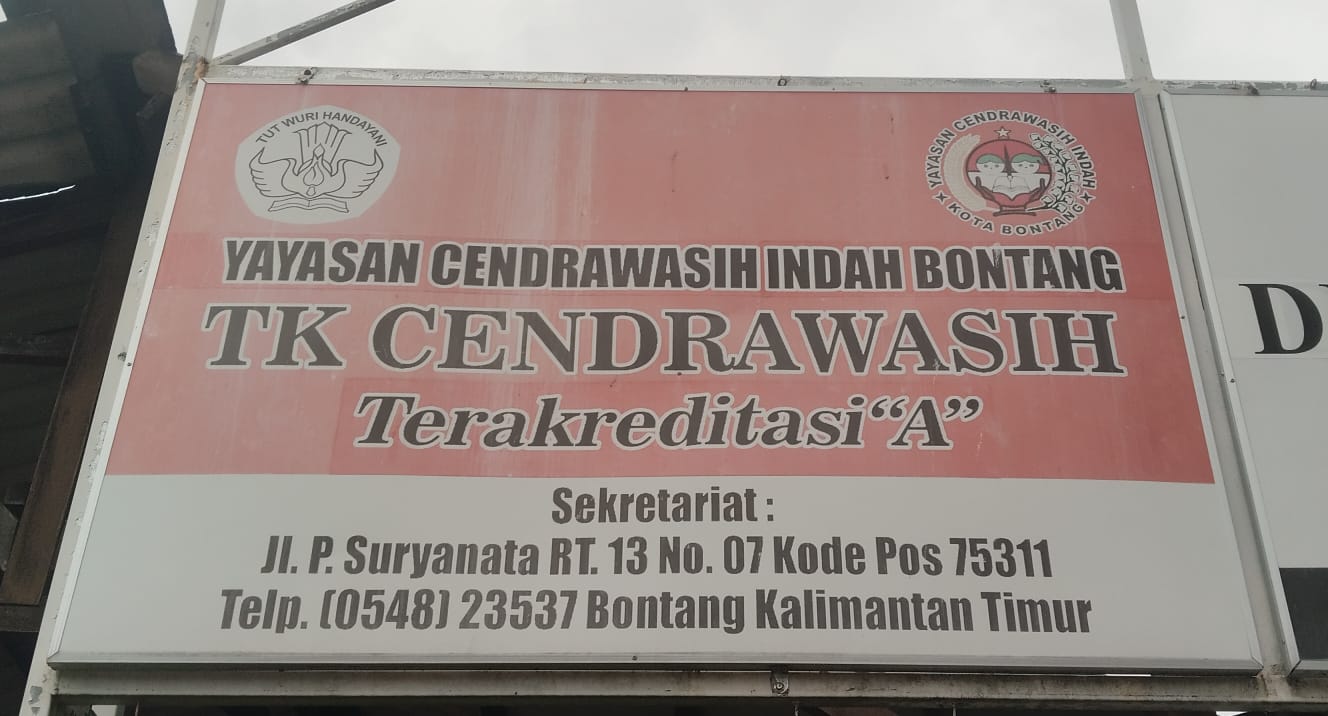 TUT WURI HANDAYANI
YAYASAN CENDRAWASIH INDAH
KOTA BONTANG
YAYASAN CENDRAWASIH INDAH BONTANG
TK CENDRAWASIH
Terakreditasi “A”
Sekretariat :
Jl. P. Suryanata RT. 13 No. 07 Kode Pos 75311
Telp. (0548) 23537 Bontang Kalimantan Timur